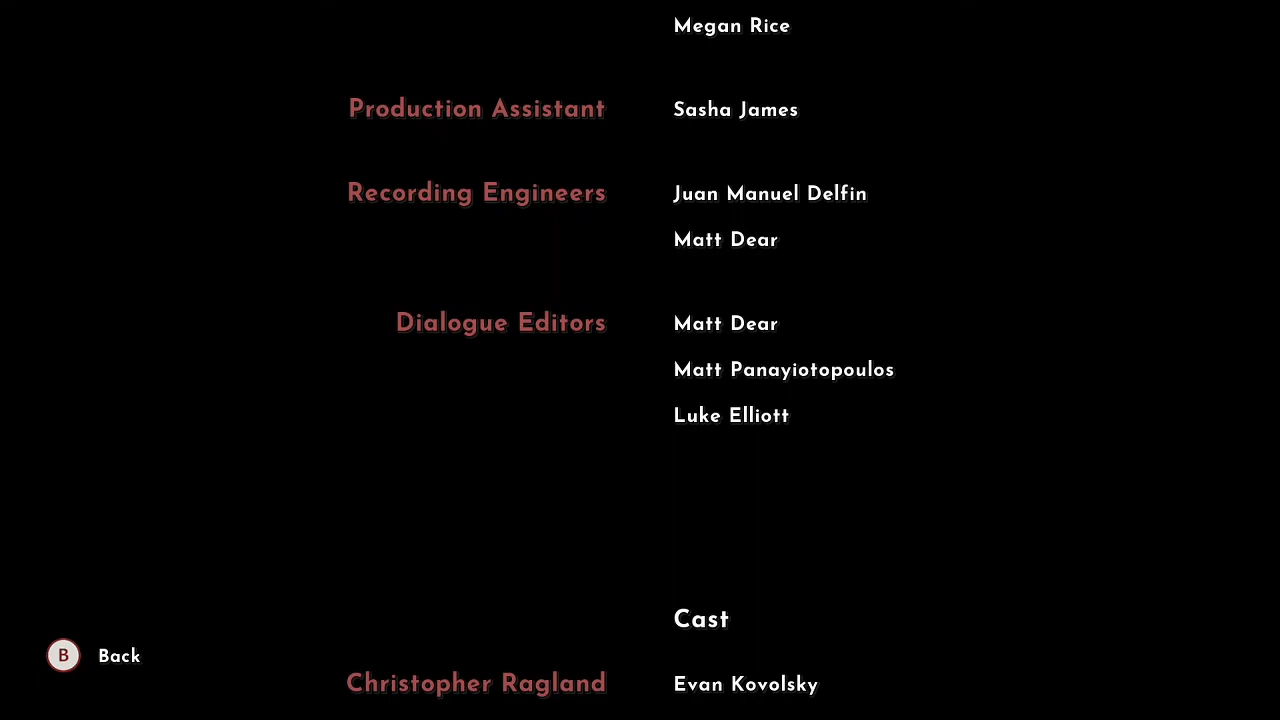 Megan Rice
Production Assistant Sasha James
Recording Engineers Juan Manuel Delfin
Matt Dear
Dialogue Editors Matt Dear
Matt Panayiotopoulos
Luke Elliott
Cast
B Back
Christopher Ragland Evan Kovolsky